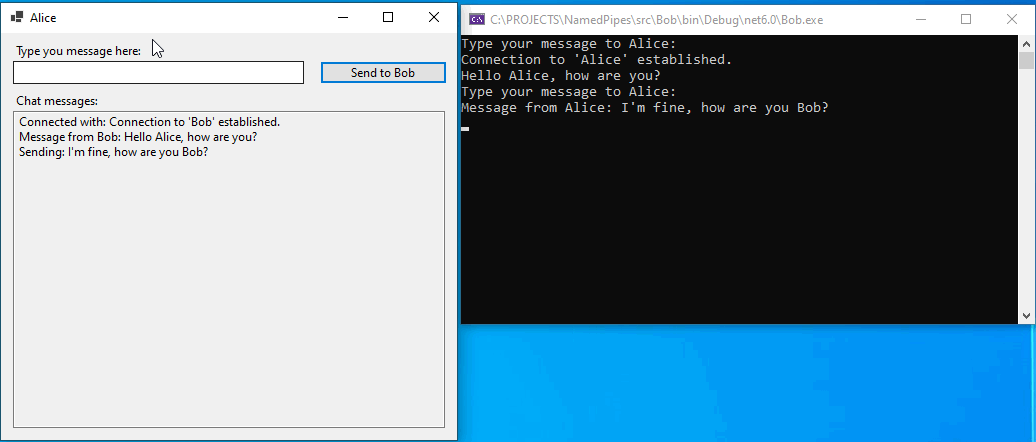 Alice
Type you message here:
Send to Bob
Chat messages:
Connected with: Connection to 'Bob' established.
Message from Bob: Hello Alice, how are you?
Sending: I'm fine, how are you Bob?
C:\PROJECTS\NamedPipes\src\Bob\bin\Debug\net6.0\Bob.exe
Type your message to Alice:
Connection to 'Alice' established.
Hello Alice, how are you?
Type your message to Alice:
Message from Alice: I'm fine, how are you Bob?